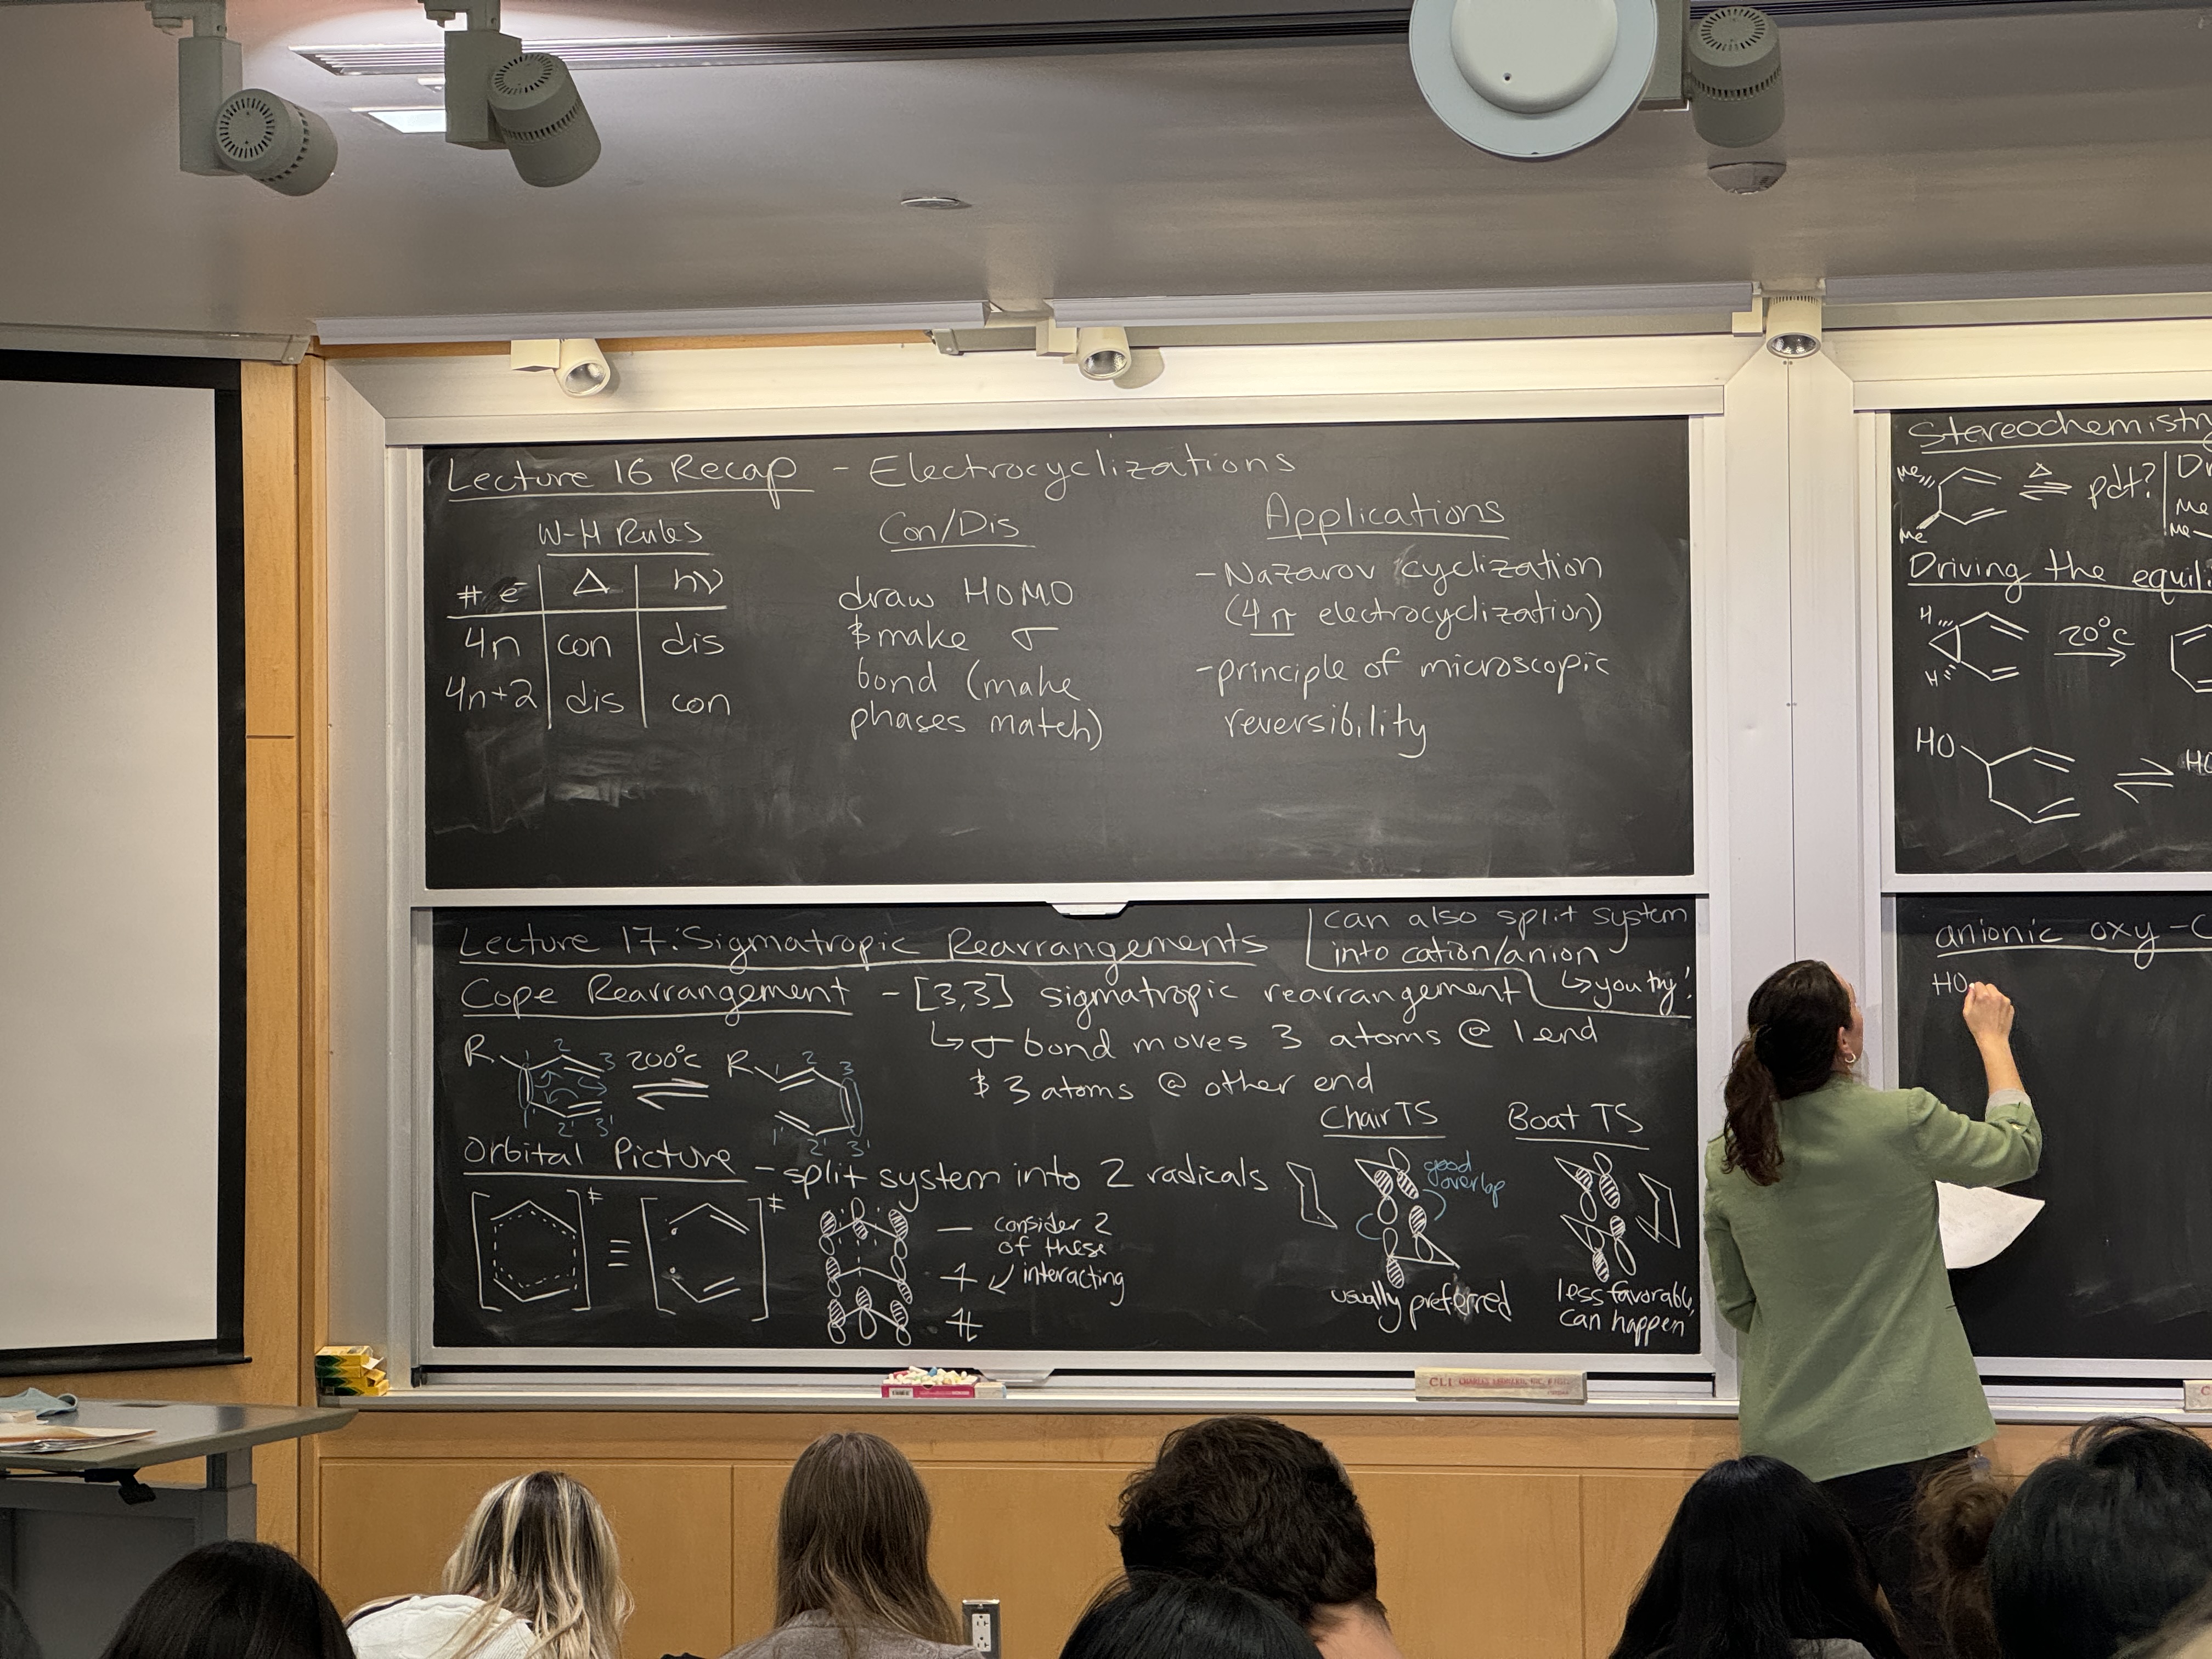 Lecture 16 Recap - Electrocyclizations
W-H Rules
# e⁻ | Δ | hν
4n | con | dis
4n+2 | dis | con
Con/Dis
draw HOMO
& make σ
bond (make
phases match)
Applications
- Nazarov cyclization
(4π electrocyclization)
- principle of microscopic
reversibility
Lecture 17: Sigmatropic Rearrangements
can also split system
into cation/anion
↳ you try!
Cope Rearrangement - [3,3] sigmatropic rearrangement
↳ σ bond moves 3 atoms @ 1 end
& 3 atoms @ other end
R 1 2 3 1' 2' 3' 200°C ⇌ R 1 2 3 1' 2' 3'
Orbital Picture - split system into 2 radicals
‡ ≡ ‡
consider 2
of these
interacting
Chair TS
good
overlap
usually preferred
Boat TS
less favorable,
can happen
Stereochemistry
Me Me Δ ⇌ pdt?
Me
Me
Driving the equili
H H 20°C →
HO ⇌ HO
anionic oxy-C
HO
CLI